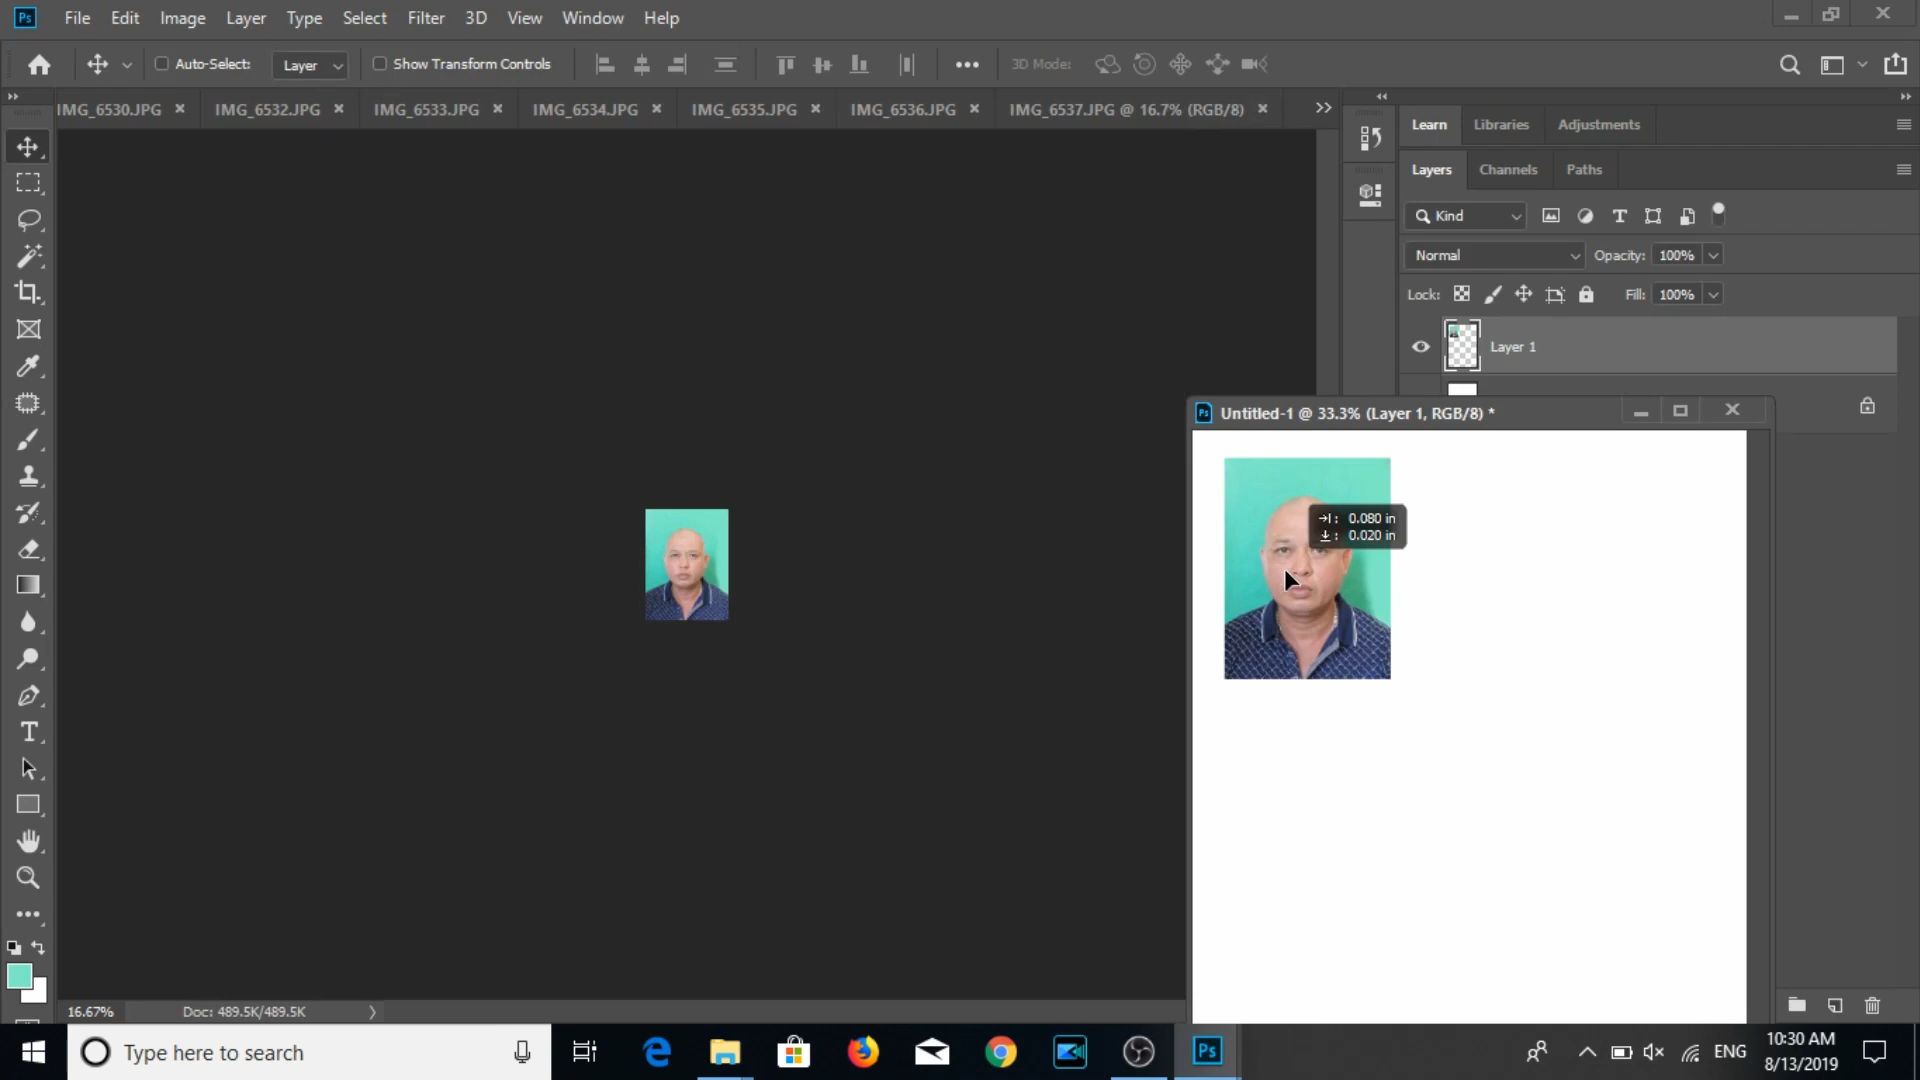 Ps File Edit Image Layer Type Select Filter 3D View Window Help
Auto-Select: Layer Show Transform Controls 3D Mode:
IMG_6530.JPG IMG_6532.JPG IMG_6533.JPG IMG_6534.JPG IMG_6535.JPG IMG_6536.JPG IMG_6537.JPG @ 16.7% (RGB/8)
Learn Libraries Adjustments
Layers Channels Paths
Kind
Normal Opacity: 100%
Lock: Fill: 100%
Layer 1
Ps Untitled-1 @ 33.3% (Layer 1, RGB/8) *
0.080 in
0.020 in
16.67% Doc: 489.5K/489.5K
Type here to search
Ps
ENG
10:30 AM
8/13/2019